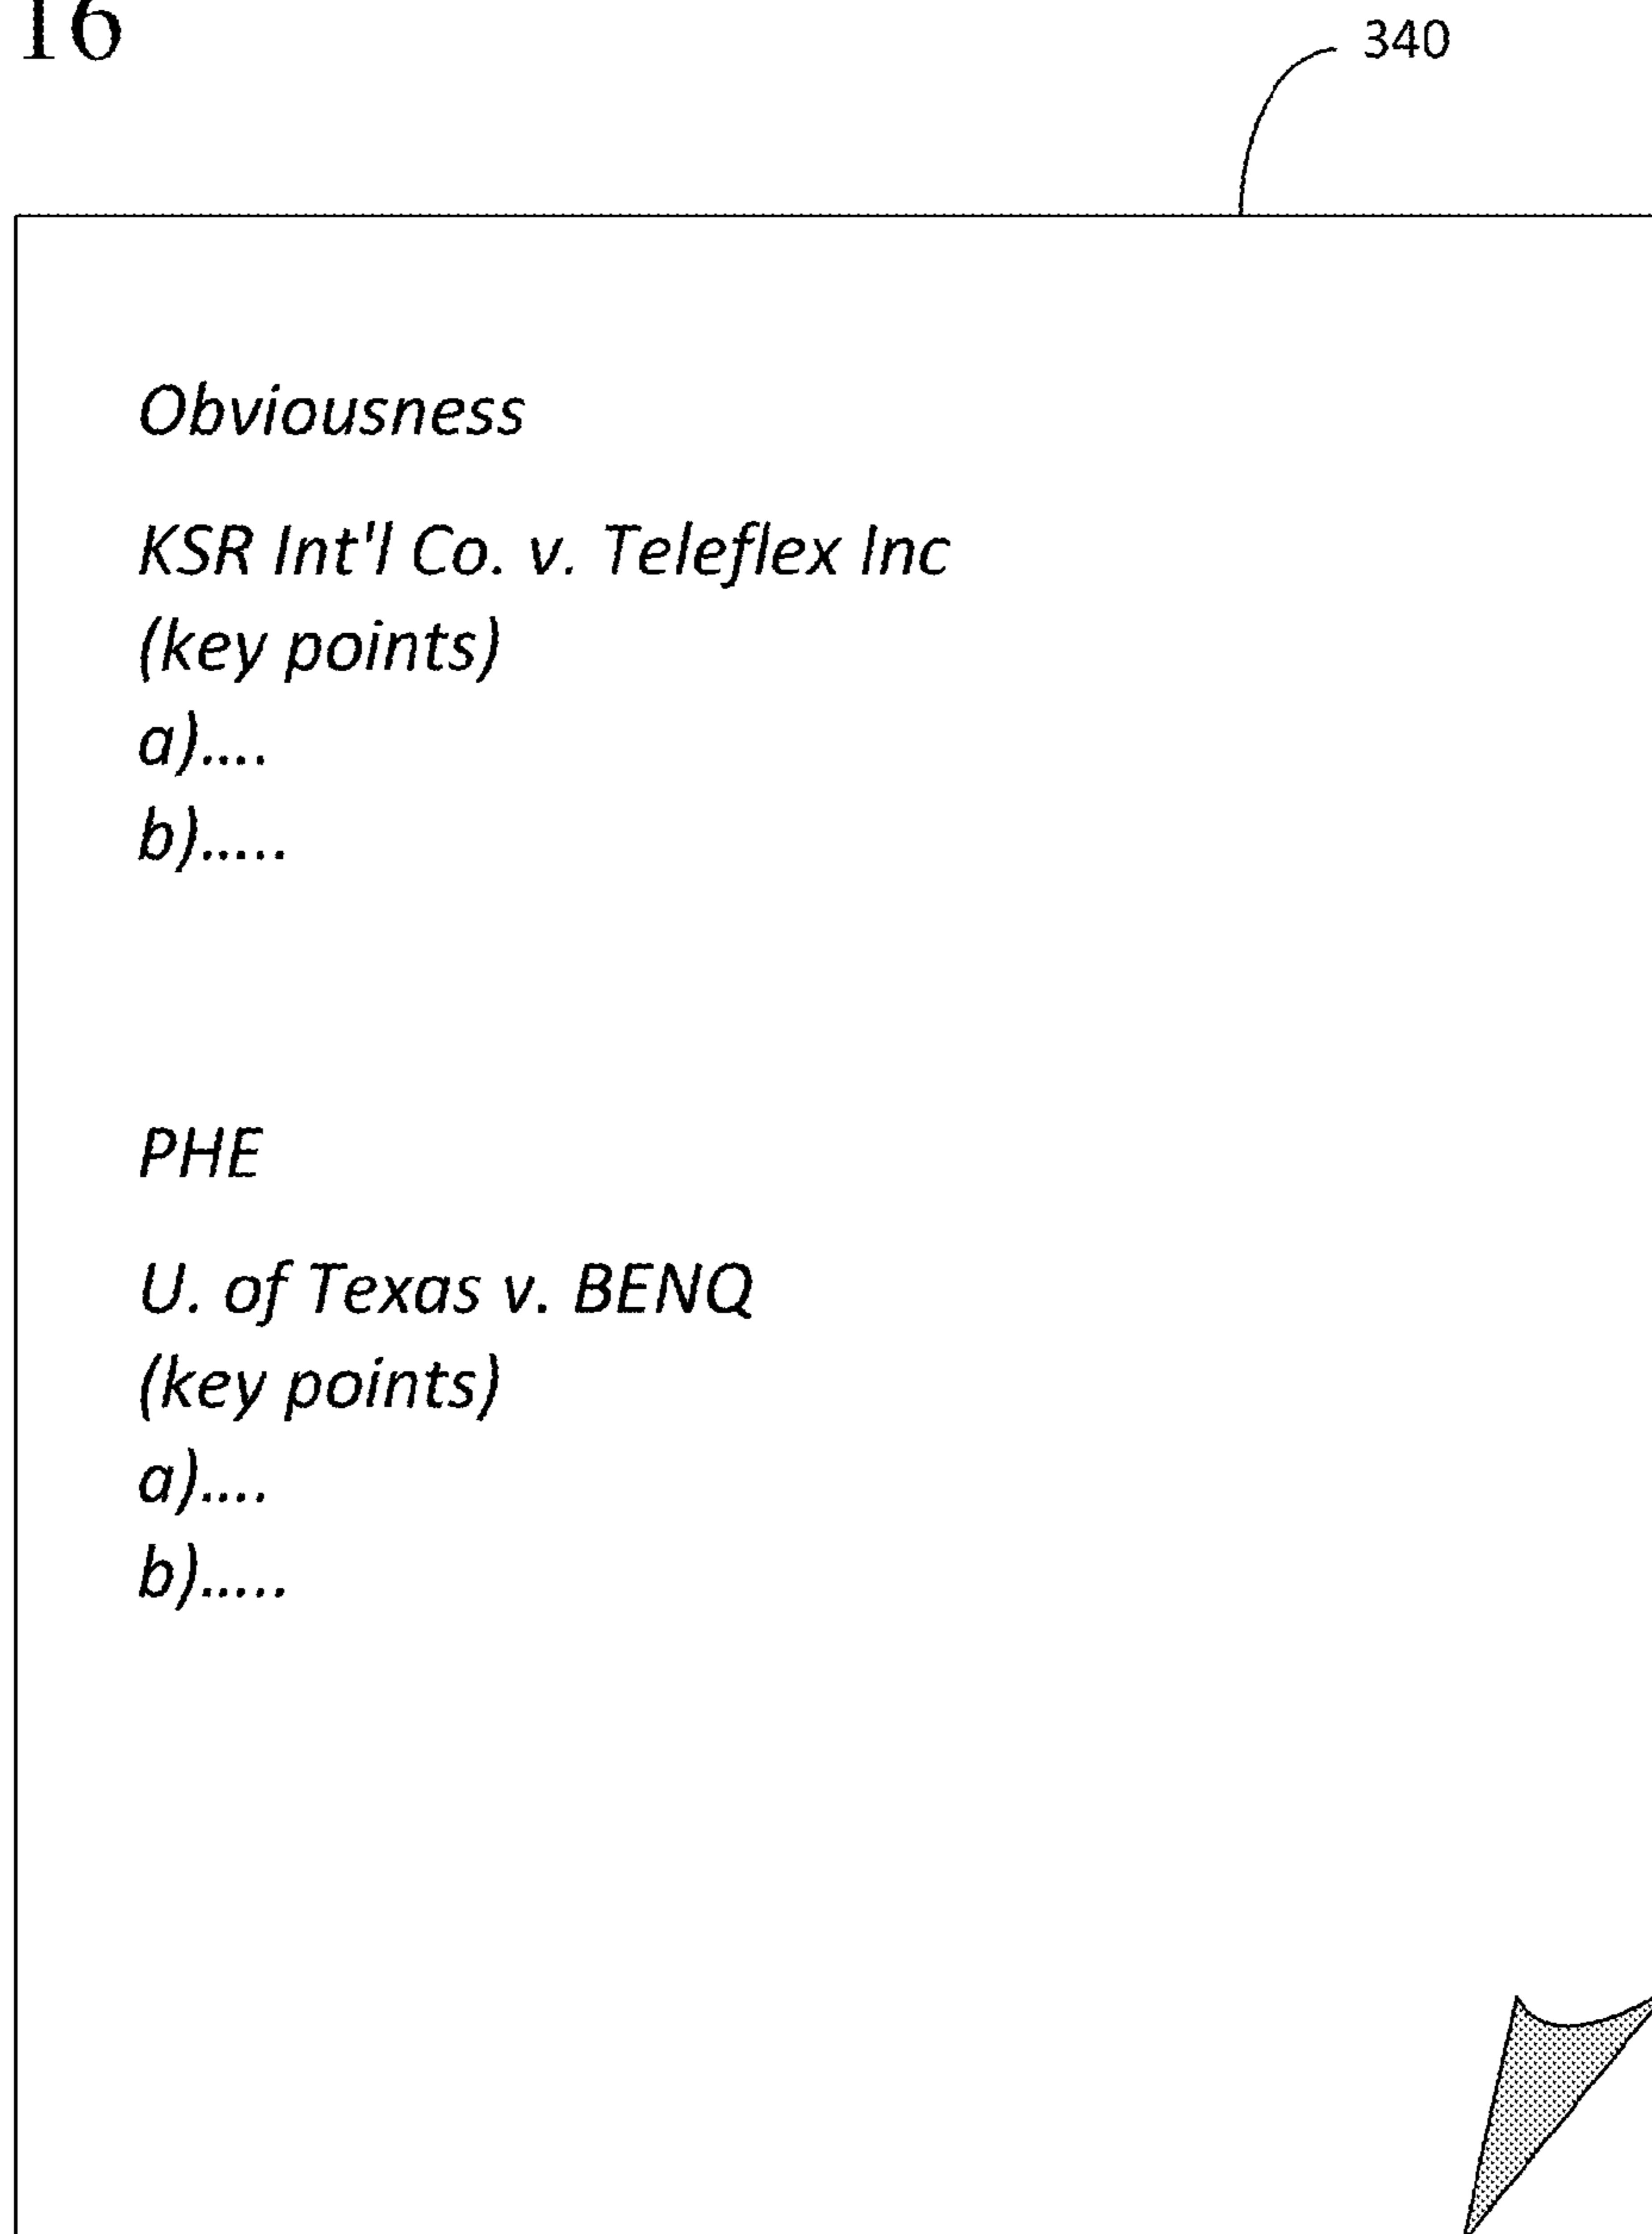 16
340
Obviousness
KSR Int'l Co. v. Teleflex Inc
(key points)
a)....
b).....
PHE
U. of Texas v. BENQ
(key points)
a)....
b).....